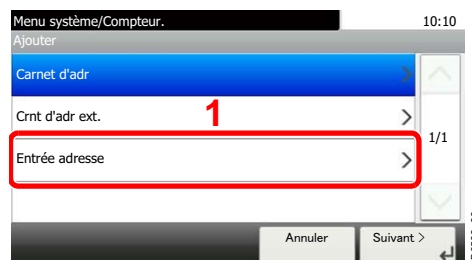 Menu système/Compteur. 10:10
Ajouter
Carnet d'adr
Crnt d'adr ext.
1
1/1
Entrée adresse
Annuler
Suivant >